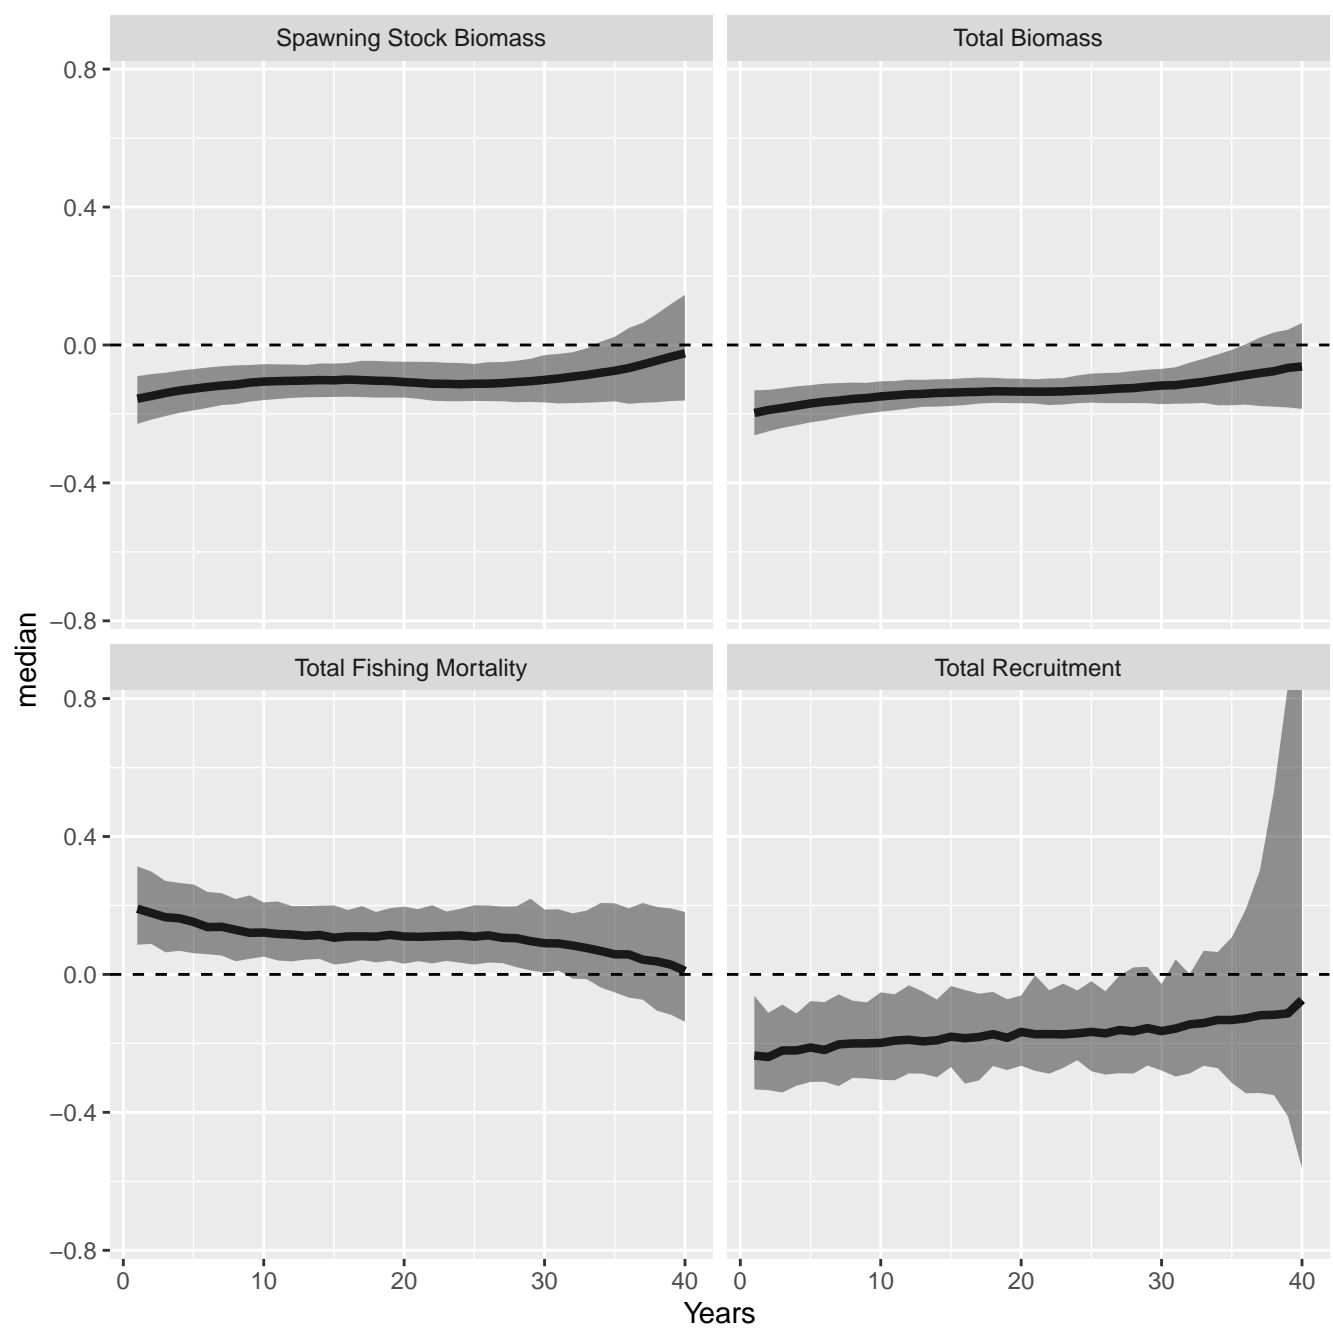 Spawning Stock Biomass
Total Biomass
0.8
0.4
0.0
−0.4
−0.8
Total Fishing Mortality
Total Recruitment
0.8
0.4
0.0
−0.4
−0.8
median
0 10 20 30 40
0 10 20 30 40
Years